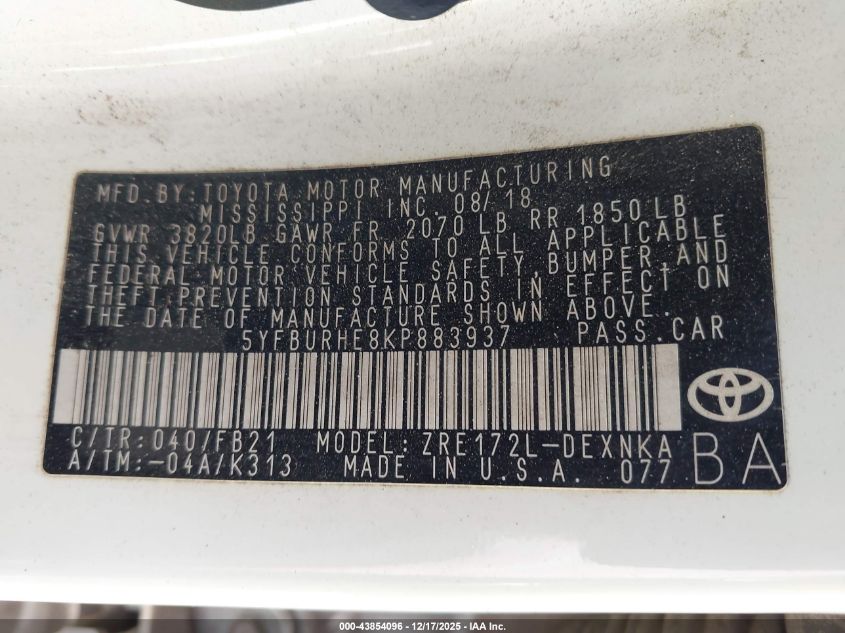 MFD. BY: TOYOTA MOTOR MANUFACTURING
MISSISSIPPI INC. 08/18
GVWR 3820LB GAWR FR 2070 LB RR 1850 LB
THIS VEHICLE CONFORMS TO ALL APPLICABLE
FEDERAL MOTOR VEHICLE SAFETY, BUMPER, AND
THEFT PREVENTION STANDARDS IN EFFECT ON
THE DATE OF MANUFACTURE SHOWN ABOVE.
5YFBURHE8KP883937 PASS. CAR
C/TR: 040/FB21 MODEL: ZRE172L-DEXNKA
A/TM: -04A/K313 MADE IN U.S.A. 077 BA
000-43854096 - 12/17/2025 - IAA Inc.